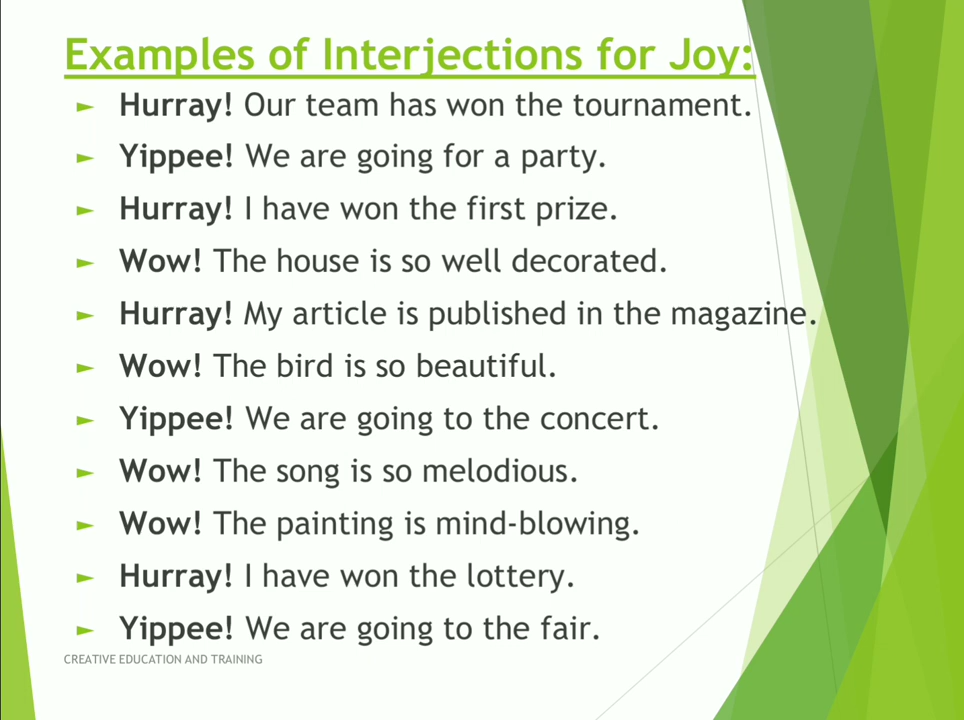 Examples of Interjections for Joy:
► Hurray! Our team has won the tournament.
► Yippee! We are going for a party.
► Hurray! I have won the first prize.
► Wow! The house is so well decorated.
► Hurray! My article is published in the magazine.
► Wow! The bird is so beautiful.
► Yippee! We are going to the concert.
► Wow! The song is so melodious.
► Wow! The painting is mind-blowing.
► Hurray! I have won the lottery.
► Yippee! We are going to the fair.
CREATIVE EDUCATION AND TRAINING